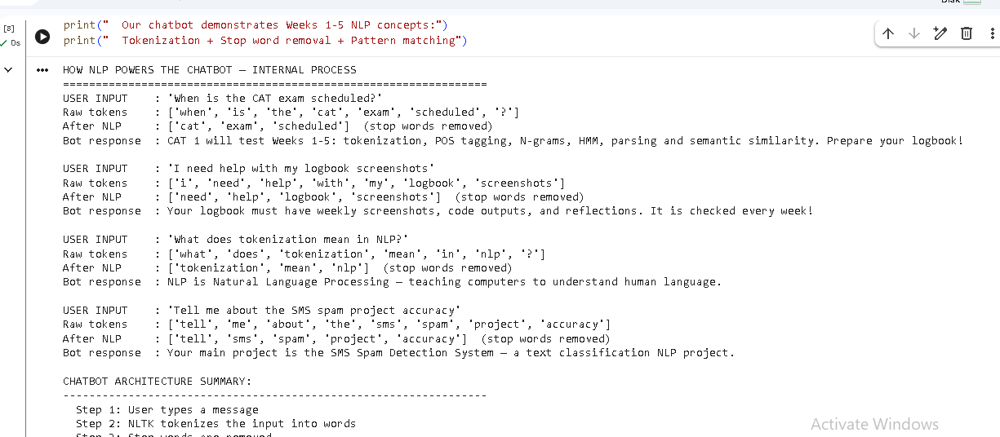 Disk
[8]
0s
print("  Our chatbot demonstrates Weeks 1-5 NLP concepts:")
print("  Tokenization + Stop word removal + Pattern matching")
HOW NLP POWERS THE CHATBOT — INTERNAL PROCESS
=================================================================
USER INPUT    : 'When is the CAT exam scheduled?'
Raw tokens    : ['when', 'is', 'the', 'cat', 'exam', 'scheduled', '?']
After NLP     : ['cat', 'exam', 'scheduled']  (stop words removed)
Bot response  : CAT 1 will test Weeks 1-5: tokenization, POS tagging, N-grams, HMM, parsing and semantic similarity. Prepare your logbook!
USER INPUT    : 'I need help with my logbook screenshots'
Raw tokens    : ['i', 'need', 'help', 'with', 'my', 'logbook', 'screenshots']
After NLP     : ['need', 'help', 'logbook', 'screenshots']  (stop words removed)
Bot response  : Your logbook must have weekly screenshots, code outputs, and reflections. It is checked every week!
USER INPUT    : 'What does tokenization mean in NLP?'
Raw tokens    : ['what', 'does', 'tokenization', 'mean', 'in', 'nlp', '?']
After NLP     : ['tokenization', 'mean', 'nlp']  (stop words removed)
Bot response  : NLP is Natural Language Processing — teaching computers to understand human language.
USER INPUT    : 'Tell me about the SMS spam project accuracy'
Raw tokens    : ['tell', 'me', 'about', 'the', 'sms', 'spam', 'project', 'accuracy']
After NLP     : ['tell', 'sms', 'spam', 'project', 'accuracy']  (stop words removed)
Bot response  : Your main project is the SMS Spam Detection System — a text classification NLP project.
CHATBOT ARCHITECTURE SUMMARY:
-----------------------------------------------------------------
Step 1: User types a message
Step 2: NLTK tokenizes the input into words
Step 3: Stop words are removed
Activate Windows